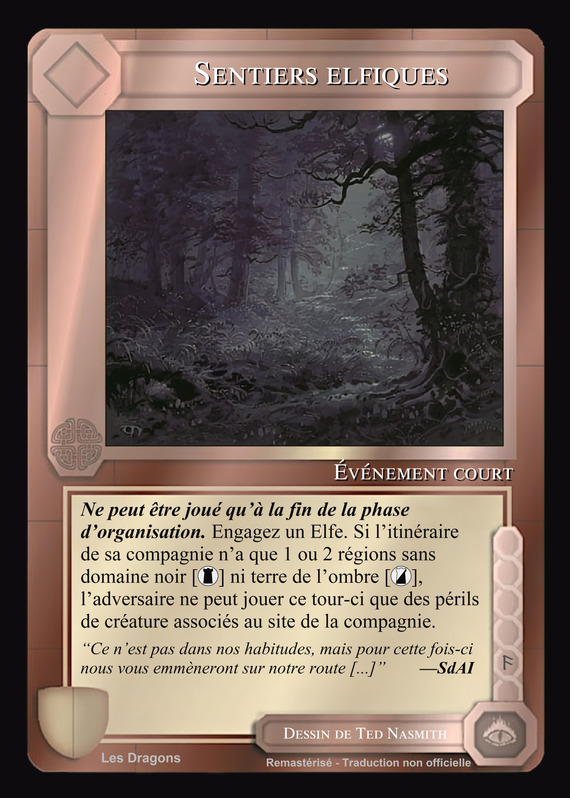 Sentiers elfiques
Événement court
Ne peut être joué qu’à la fin de la phase
d’organisation. Engagez un Elfe. Si l’itinéraire
de sa compagnie n’a que 1 ou 2 régions sans
domaine noir [] ni terre de l’ombre [],
l’adversaire ne peut jouer ce tour-ci que des périls
de créature associés au site de la compagnie.
“Ce n’est pas dans nos habitudes, mais pour cette fois-ci
nous vous emmèneront sur notre route [...]” —SdAI
Dessin de Ted Nasmith
Les Dragons
Remastérisé - Traduction non officielle